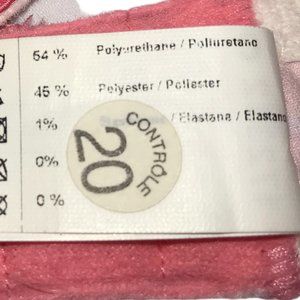 54 % Polyurethane / Poliuretano
45 % Polyester / Poliester
1% / Elastane / Elastano
0%
0 %
CONTRÔLE
20